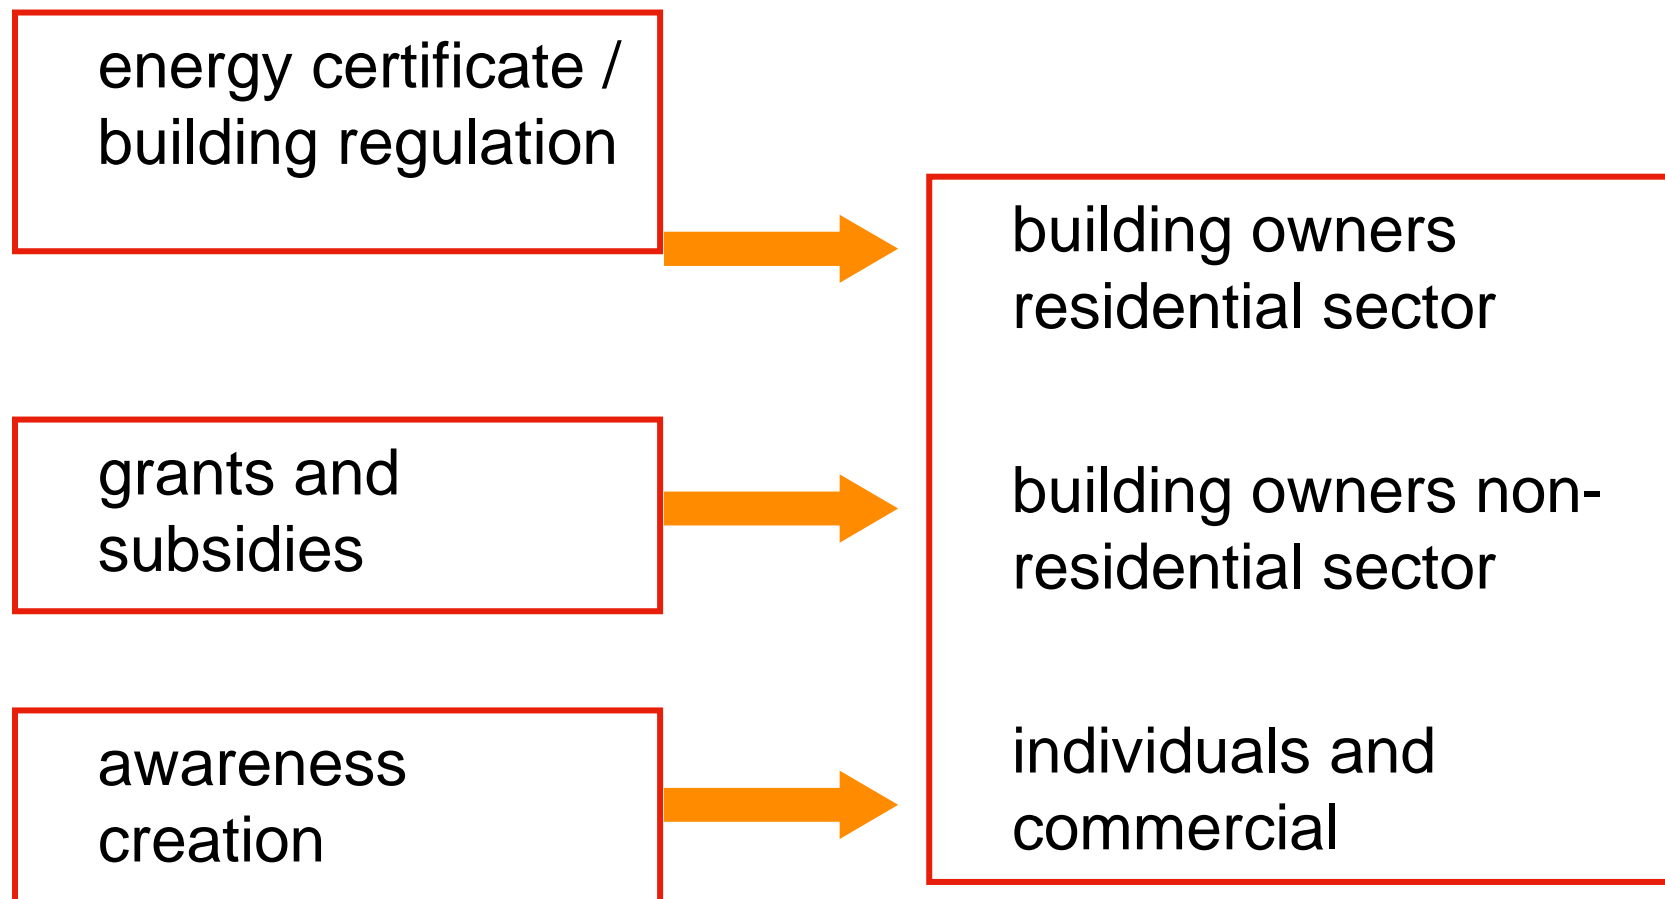 energy certificate /
building regulation
grants and
subsidies
awareness
creation
building owners
residential sector
building owners non-
residential sector
individuals and
commercial